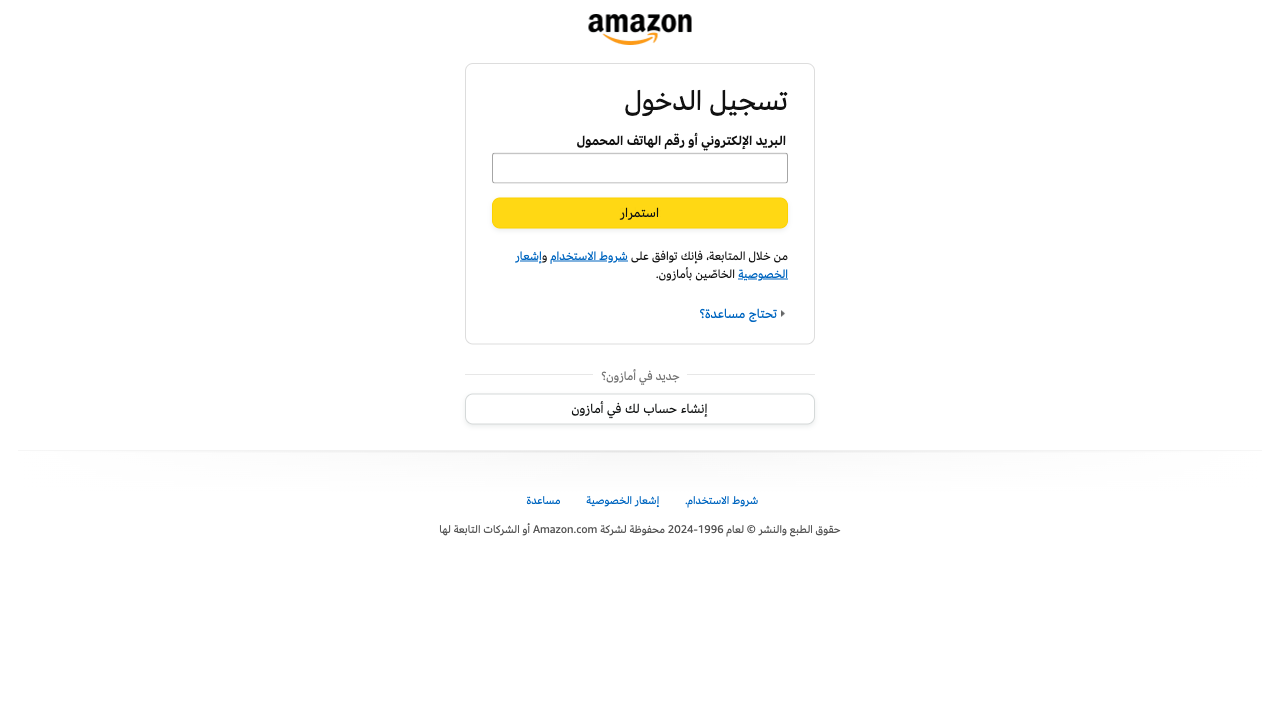 amazon
تسجيل الدخول
البريد الإلكتروني أو رقم الهاتف المحمول
استمرار
من خلال المتابعة، فإنك توافق على شروط الاستخدام وإشعار
الخصوصية الخاصّين بأمازون.
تحتاج مساعدة؟
جديد في أمازون؟
إنشاء حساب لك في أمازون
شروط الاستخدام. إشعار الخصوصية مساعدة
حقوق الطبع والنشر © لعام 1996-2024 محفوظة لشركة Amazon.com أو الشركات التابعة لها